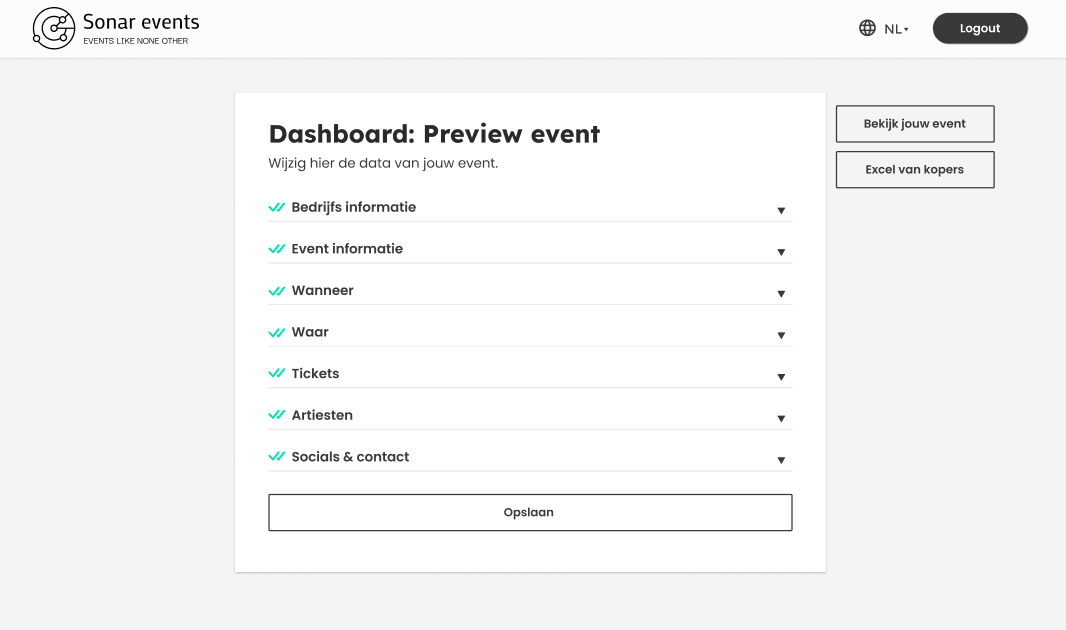 Sonar events
EVENTS LIKE NONE OTHER
NL
Logout
Dashboard: Preview event
Wijzig hier de data van jouw event.
Bedrijfs informatie
Event informatie
Wanneer
Waar
Tickets
Artiesten
Socials & contact
Opslaan
Bekijk jouw event
Excel van kopers